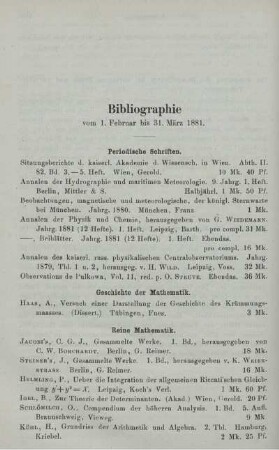 Bibliographie
vom 1. Februar bis 31. März 1881.
Periodische Schriften.
Sitzungsberichte d. kaiserl. Akademie d. Wissensch. in Wien. Abth. II.
82. Bd. 3.—5. Heft. Wien, Gerold. 10 Mk. 40 Pf.
Annalen der Hydrographie und maritimen Meteorologie. 9. Jahrg. 1. Heft.
Berlin, Mittler & S. Halbjährl. 1 Mk. 50 Pf.
Beobachtungen, magnetische und meteorologische, der königl. Sternwarte
bei München. Jahrg. 1880. München, Franz 1 Mk.
Annalen der Physik und Chemie, herausgegeben von G. WIEDEMANN.
Jahrg. 1881 (12 Hefte). 1. Heft. Leipzig, Barth. pro compl. 31 Mk.
—, Beiblätter. Jahrg. 1881 (12 Hefte). 1. Heft. Ebendas.
pro compl. 16 Mk.
Annalen des kaiserl. russ. physikalischen Centralobservatoriums. Jahrg.
1879, Thl. 1 u. 2, herausgeg. v. H. WILD. Leipzig, Voss. 32 Mk.
Observations de Pulkowa, Vol. II, red. p. O. STRUVE. Ebendas. 36 Mk.
Geschichte der Mathematik.
HAAS, A., Versuch einer Darstellung der Geschichte des Krümmungs-
masses. (Dissert.) Tübingen, Fues. 3 Mk.
Reine Mathematik.
JACOBI'S, C. G. J., Gesammelte Werke. 1. Bd., herausgegeben von
C. W. BORCHARDT. Berlin, G. Reimer. 18 Mk.
STEINER'S, J., Gesammelte Werke. 1. Bd., herausgegeben v. K. WEIER-
STRASS. Berlin, G. Reimer. 16 Mk.
HELMLING, P., Ueber die Integration der allgemeinen Riemannischen Gleich-
ung Leipzig, Koch's Verl. 1 Mk. 60 Pf.
IGEL, B., Zur Theorie der Determinanten. (Akad.) Wien, Gerold. 20 Pf.
SCHLÖMILCH, O., Compendium der höheren Analysis. 1. Bd. 5. Aufl.
Braunschweig, Vieweg. 9 Mk.
KÖHL, H., Grundriss der Arithmetik und Algebra. 2. Thl. Hamburg,
Kriebel. 2 Mk. 25 Pf.